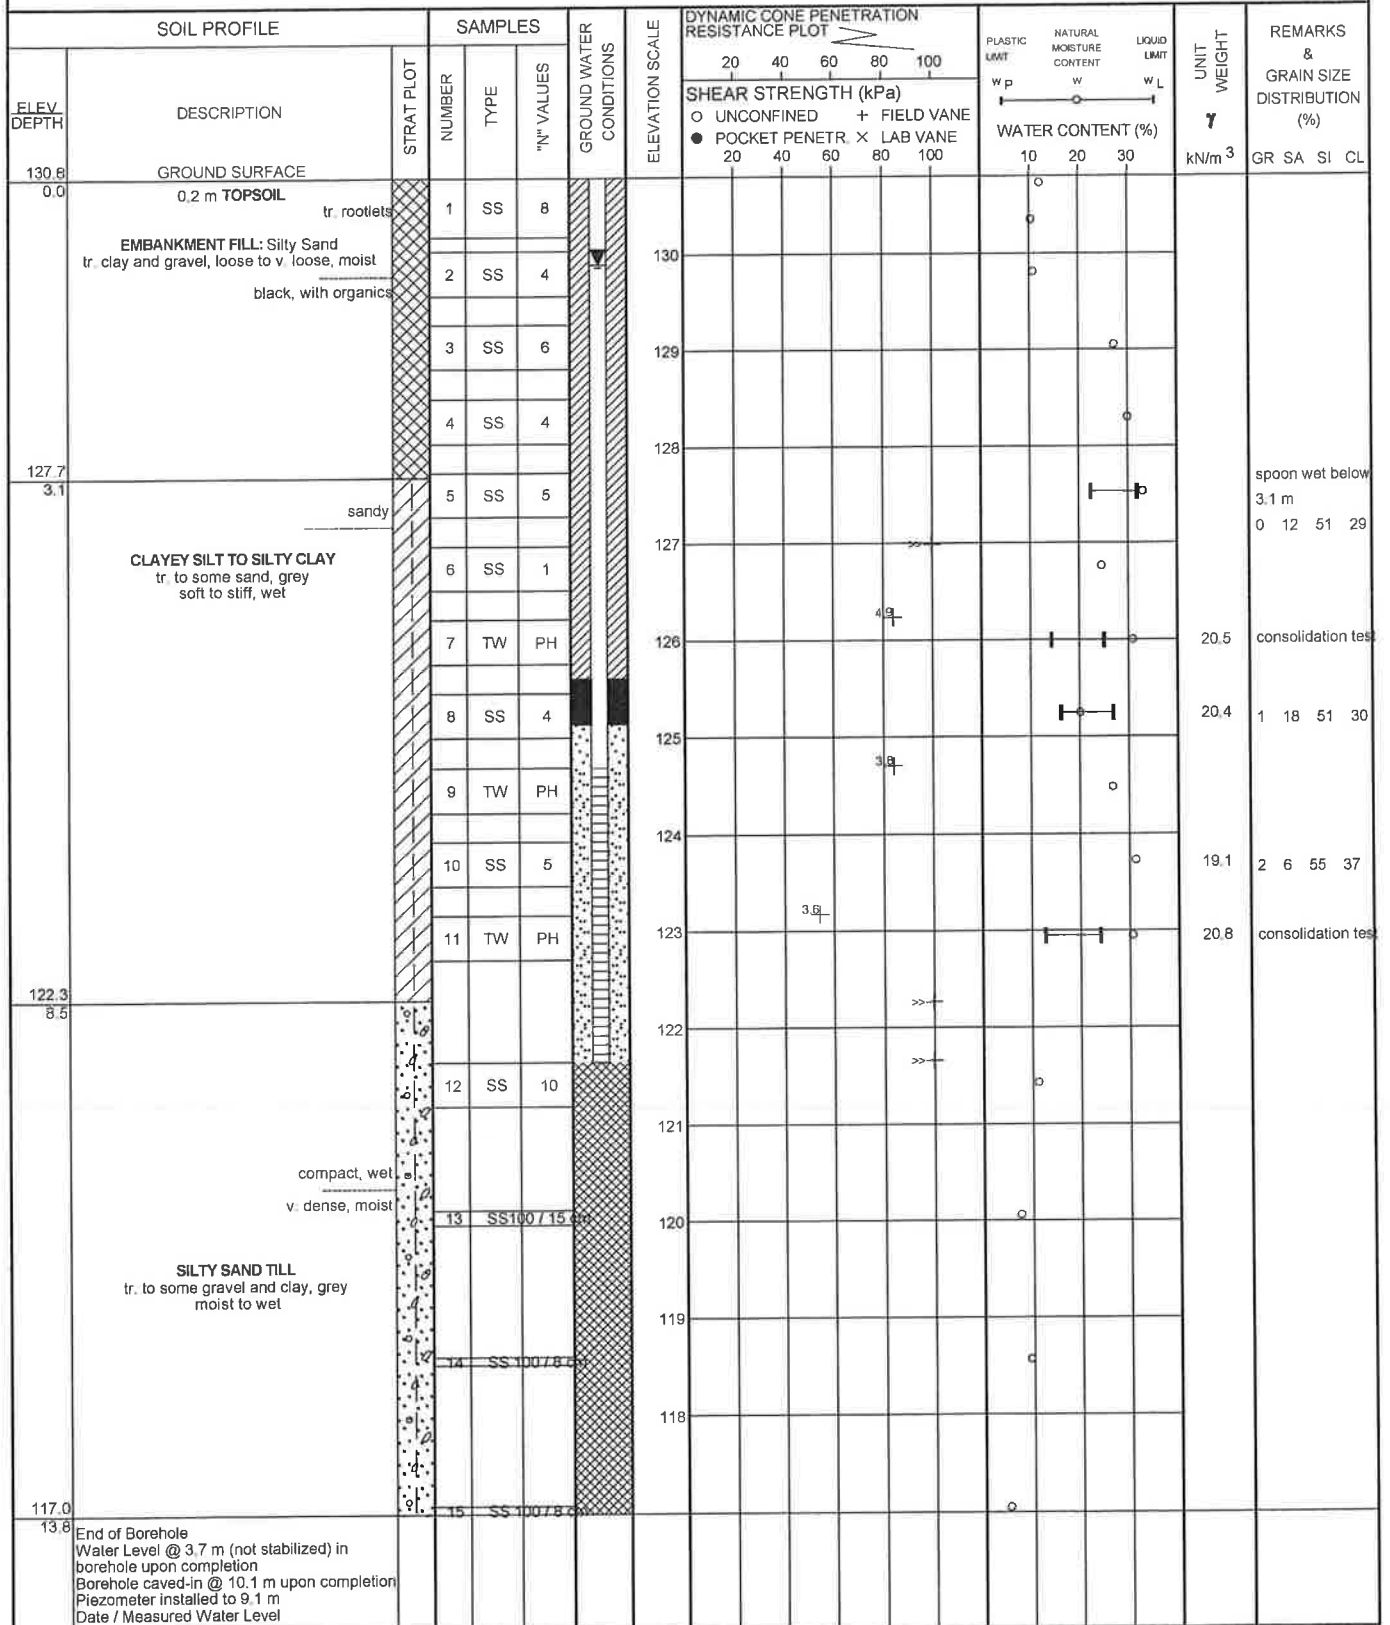 SOIL PROFILE
SAMPLES
GROUND WATER CONDITIONS
ELEVATION SCALE
DYNAMIC CONE PENETRATION
RESISTANCE PLOT
20 40 60 80 100
SHEAR STRENGTH (kPa)
O UNCONFINED + FIELD VANE
● POCKET PENETR. × LAB VANE
20 40 60 80 100
PLASTIC LIMIT
NATURAL MOISTURE CONTENT
LIQUID LIMIT
W P W W L
WATER CONTENT (%)
10 20 30
UNIT WEIGHT
γ
kN/m 3
REMARKS
&
GRAIN SIZE
DISTRIBUTION
(%)
GR SA SI CL
ELEV
DEPTH
DESCRIPTION
STRAT PLOT
NUMBER
TYPE
"N" VALUES
130.8 GROUND SURFACE
0.0 0.2 m TOPSOIL
tr. rootlets
1 SS 8
EMBANKMENT FILL: Silty Sand
tr. clay and gravel, loose to v. loose, moist
130
2 SS 4
black, with organics
3 SS 6
129
4 SS 4
128
127.7
3.1
spoon wet below
3.1 m
5 SS 5
sandy
0 12 51 29
127
>>
CLAYEY SILT TO SILTY CLAY
tr. to some sand, grey
soft to stiff, wet
6 SS 1
4.9
7 TW PH
126
20.5 consolidation test
8 SS 4
20.4 1 18 51 30
125
3.8
9 TW PH
124
10 SS 5
19.1 2 6 55 37
3.6
11 TW PH
123
20.8 consolidation test
122.3
8.5
>>
122
>>
12 SS 10
121
compact, wet
v. dense, moist
13 SS 100 / 15 cm
120
SILTY SAND TILL
tr. to some gravel and clay, grey
moist to wet
119
14 SS 100 / 8 cm
118
117.0
15 SS 100 / 8 cm
13.8
End of Borehole
Water Level @ 3.7 m (not stabilized) in
borehole upon completion
Borehole caved-in @ 10.1 m upon completion
Piezometer installed to 9.1 m
Date / Measured Water Level